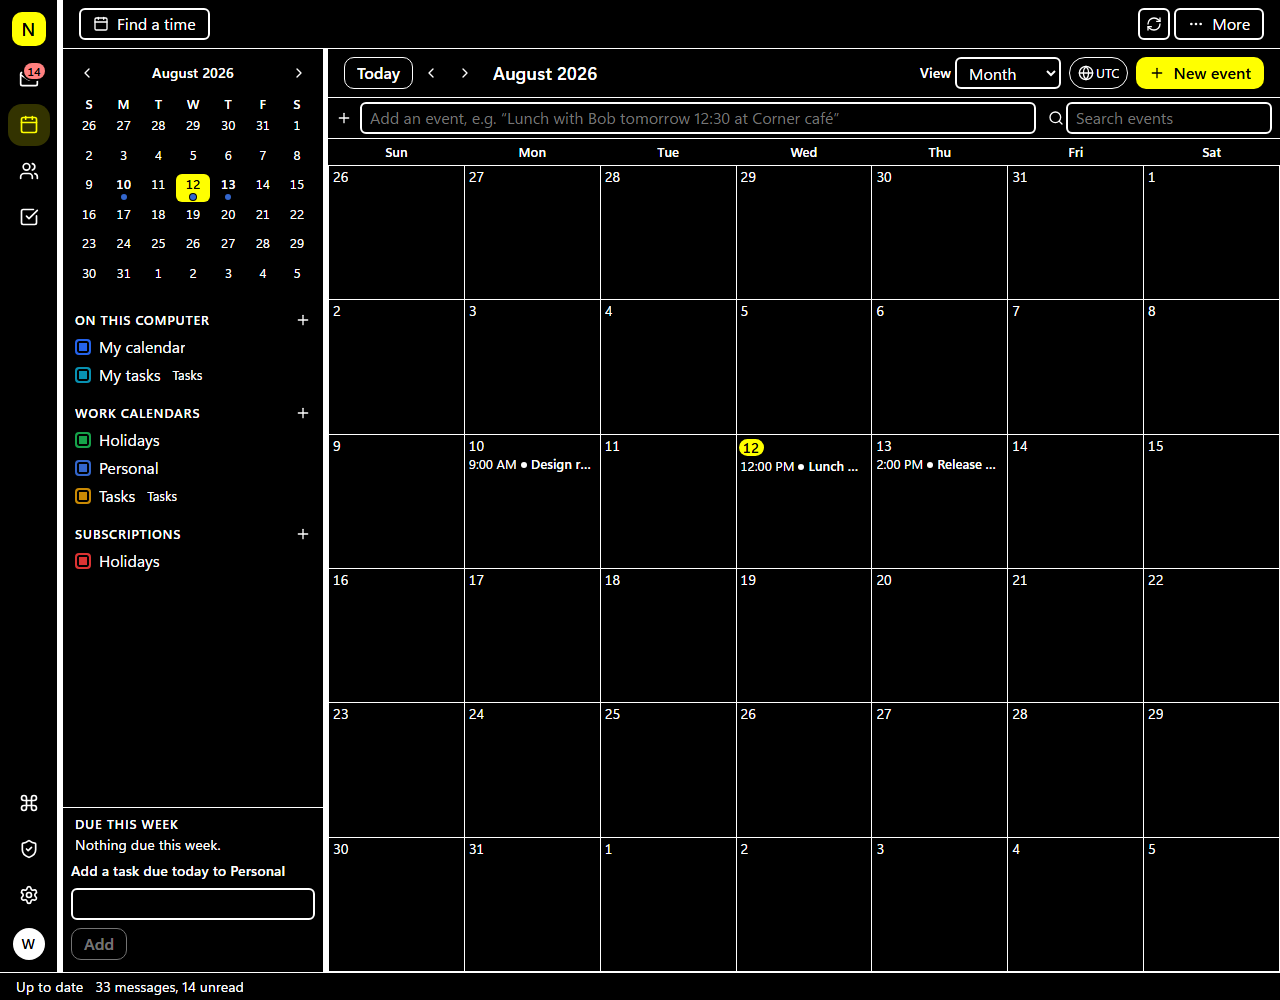 N
Find a time
More
14
August 2026
S M T W T F S
26 27 28 29 30 31 1
2 3 4 5 6 7 8
9 10 11 12 13 14 15
16 17 18 19 20 21 22
23 24 25 26 27 28 29
30 31 1 2 3 4 5
ON THIS COMPUTER
My calendar
My tasks Tasks
WORK CALENDARS
Holidays
Personal
Tasks Tasks
SUBSCRIPTIONS
Holidays
DUE THIS WEEK
Nothing due this week.
Add a task due today to Personal
Add
W
Today
August 2026
View
Month
UTC
New event
Add an event, e.g. “Lunch with Bob tomorrow 12:30 at Corner café”
Search events
Sun Mon Tue Wed Thu Fri Sat
26 27 28 29 30 31 1
2 3 4 5 6 7 8
9 10 11 12 13 14 15
9:00 AM Design r...
12:00 PM Lunch ...
2:00 PM Release ...
16 17 18 19 20 21 22
23 24 25 26 27 28 29
30 31 1 2 3 4 5
Up to date 33 messages, 14 unread